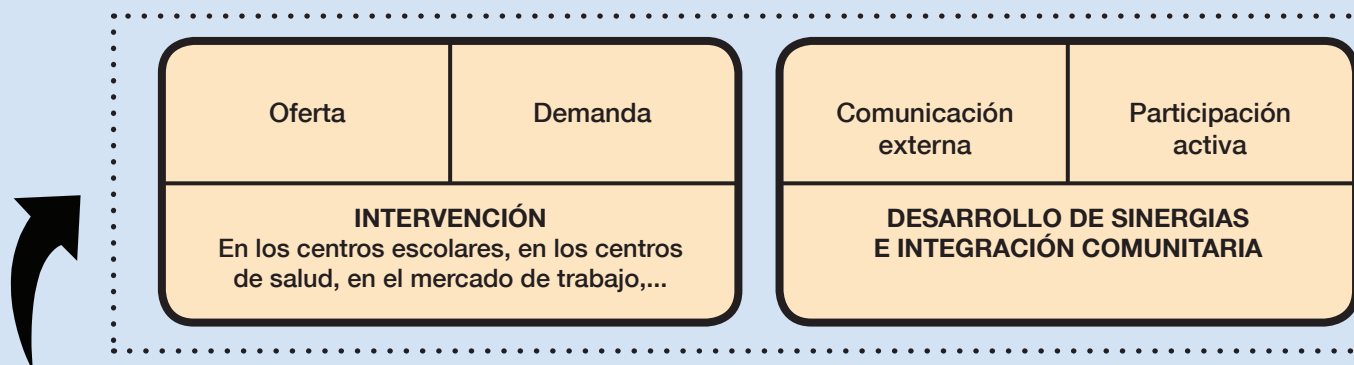 Oferta
Demanda
INTERVENCIÓN
En los centros escolares, en los centros
de salud, en el mercado de trabajo,...
Comunicación
externa
Participación
activa
DESARROLLO DE SINERGIAS
E INTEGRACIÓN COMUNITARIA